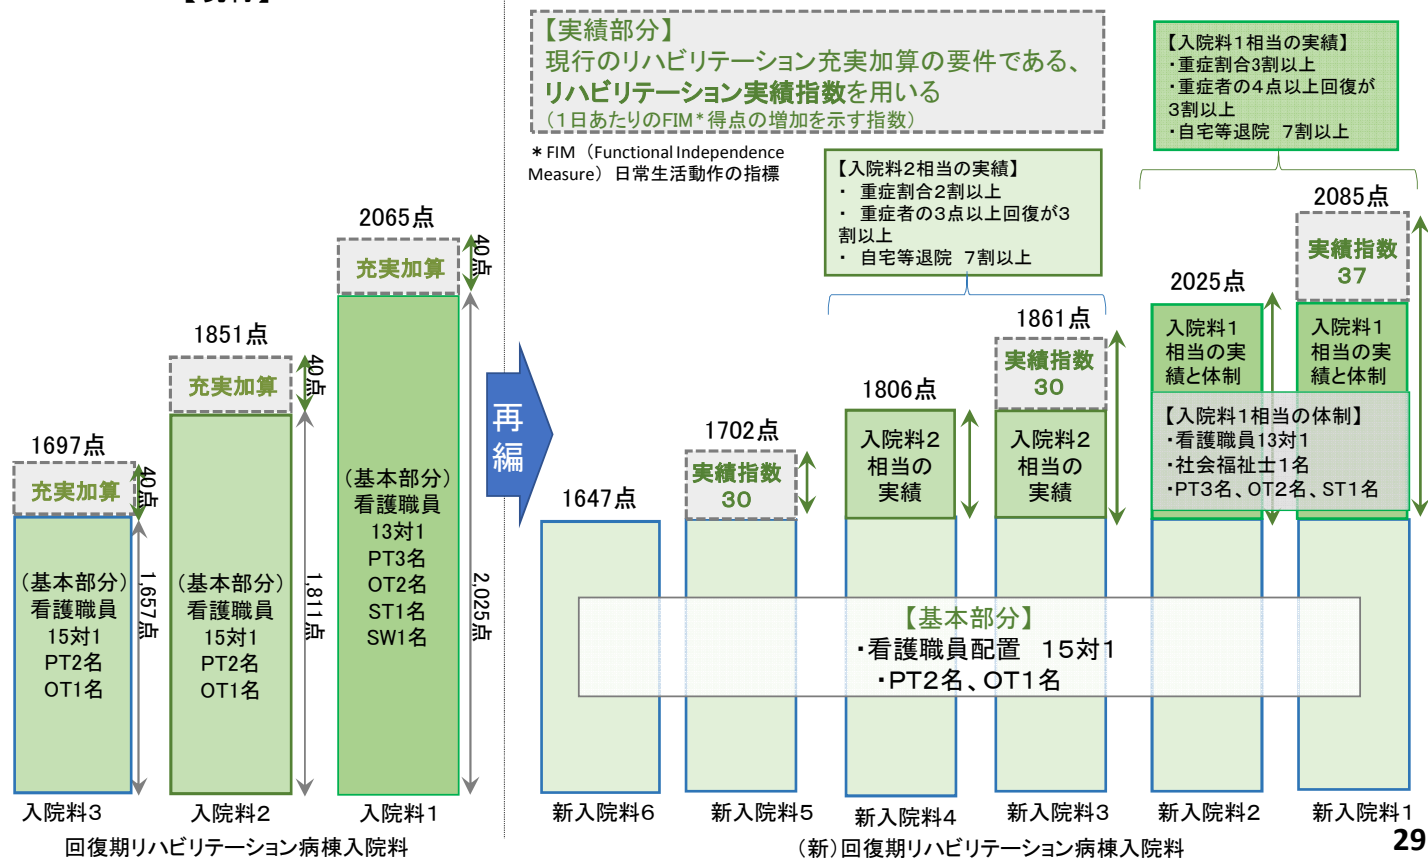 【実績部分】
現行のリハビリテーション充実加算の要件である、
リハビリテーション実績指数を用いる
(1日あたりのFIM*得点の増加を示す指数)
＊FIM （Functional Independence
Measure）日常生活動作の指標
【入院料1相当の実績】
・重症割合3割以上
・重症者の4点以上回復が
3割以上
・自宅等退院 7割以上
【入院料2相当の実績】
・ 重症割合2割以上
・ 重症者の3点以上回復が3
割以上
・ 自宅等退院 7割以上
1697点
充実加算
40点
(基本部分)
看護職員
15対1
PT2名
OT1名
1,657点
入院料3
1851点
充実加算
40点
(基本部分)
看護職員
15対1
PT2名
OT1名
1,811点
入院料2
2065点
充実加算
40点
(基本部分)
看護職員
13対1
PT3名
OT2名
ST1名
SW1名
2,025点
入院料1
回復期リハビリテーション病棟入院料
再
編
1647点
1702点
実績指数
30
1806点
入院料2
相当の
実績
1861点
実績指数
30
入院料2
相当の
実績
2025点
入院料1
相当の実
績と体制
2085点
実績指数
37
入院料1
相当の実
績と体制
【入院料1相当の体制】
・看護職員13対1
・社会福祉士1名
・PT3名、OT2名、ST1名
【基本部分】
・看護職員配置 15対1
・PT2名、OT1名
新入院料6
新入院料5
新入院料4
新入院料3
新入院料2
新入院料1
(新)回復期リハビリテーション病棟入院料
29